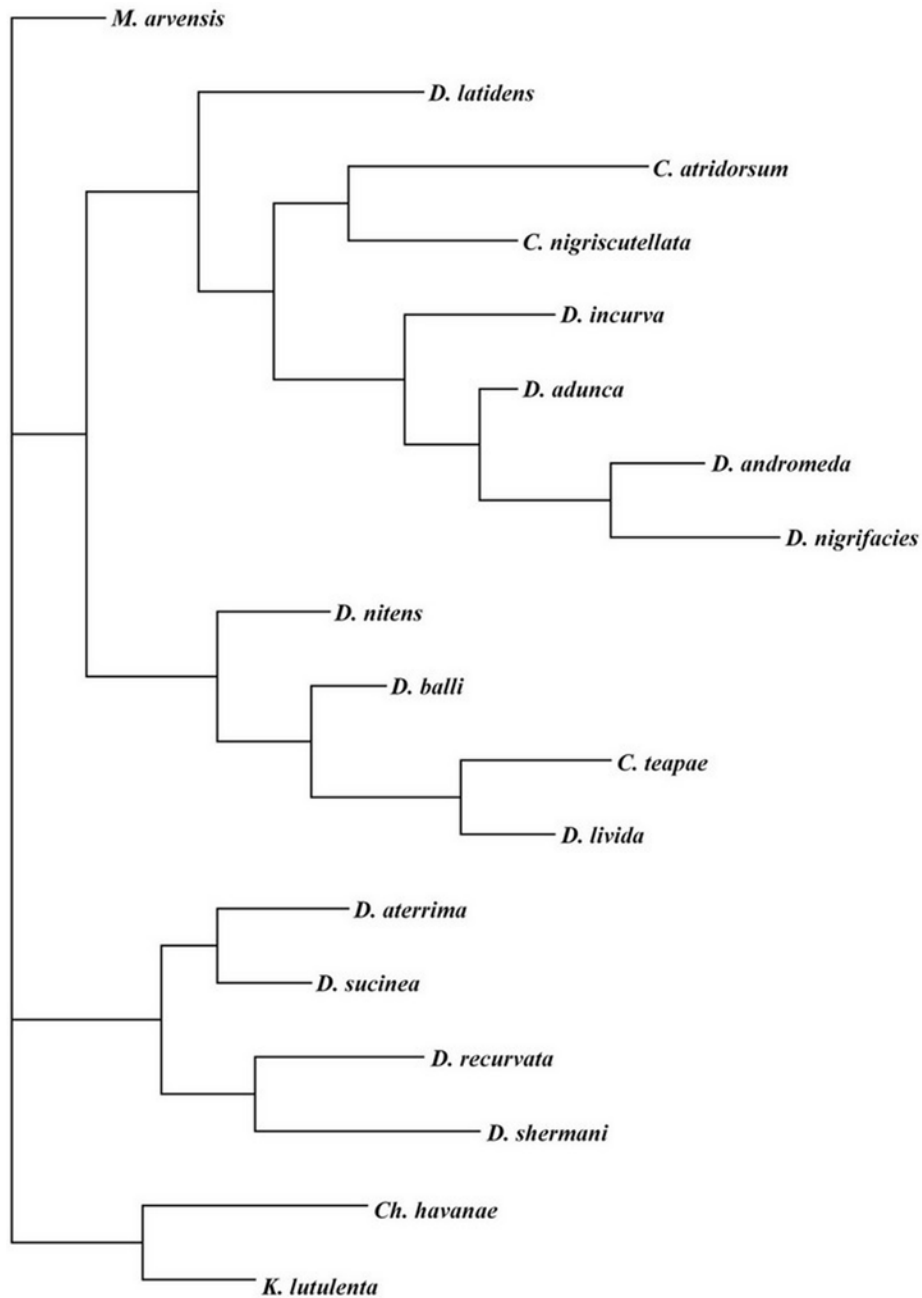 M. arvensis
D. latidens
C. atridorsum
C. nigriscutellata
D. incurva
D. adunca
D. andromeda
D. nigrifacies
D. nitens
D. balli
C. teapae
D. livida
D. aterrima
D. sucinea
D. recurvata
D. shermani
Ch. havanae
K. lutulenta